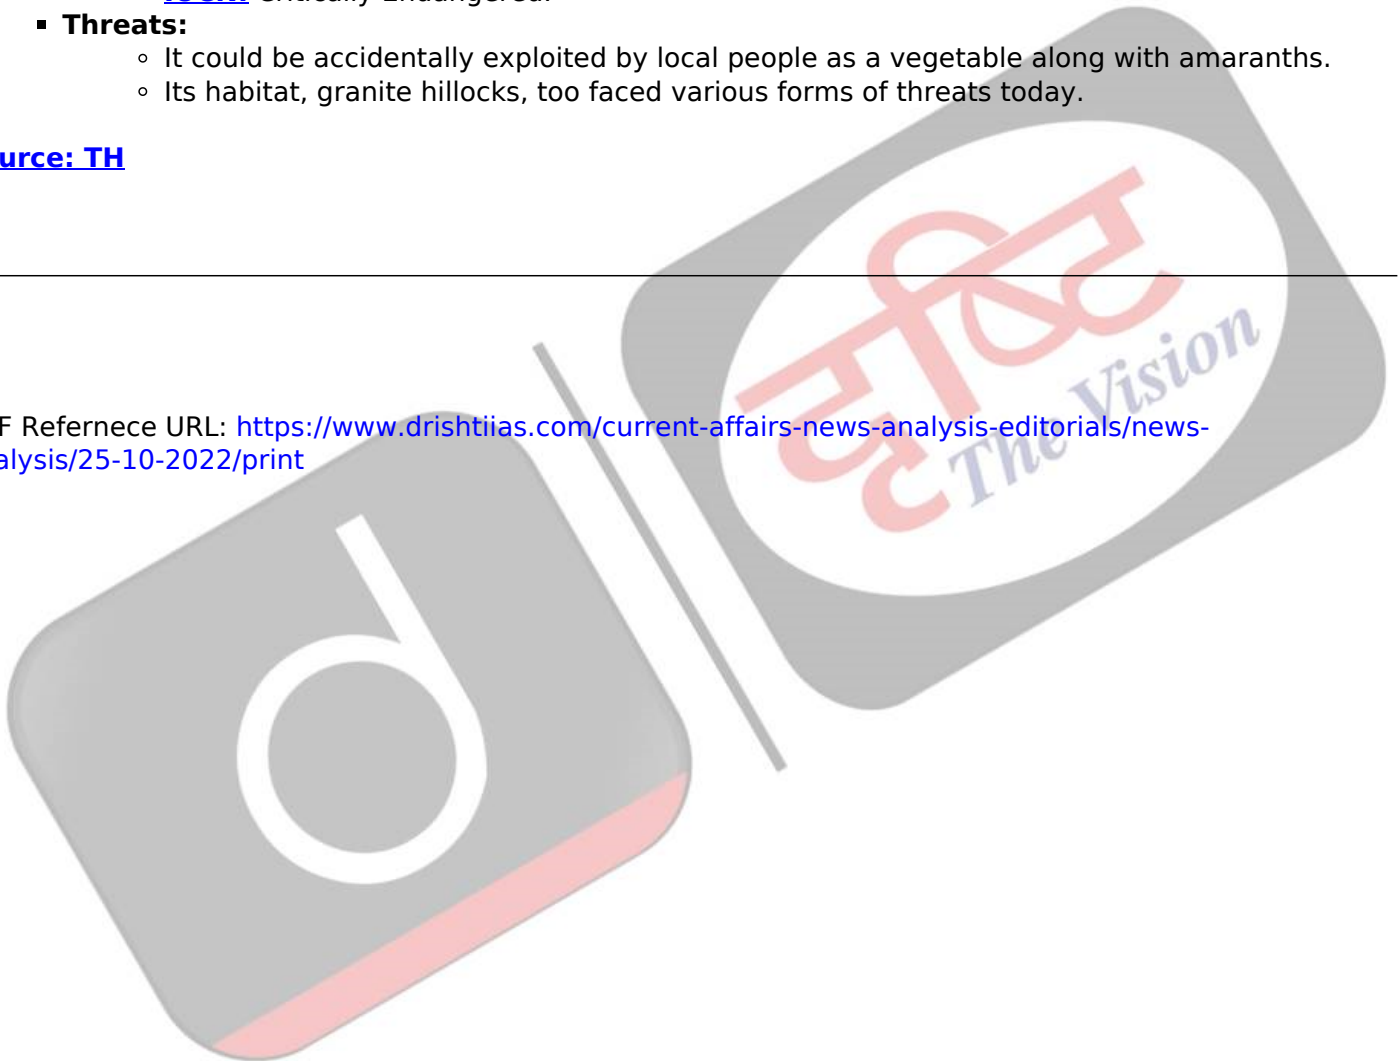 Critically Endangered.
Threats:
It could be accidentally exploited by local people as a vegetable along with amaranths.
Its habitat, granite hillocks, too faced various forms of threats today.
urce: TH
F Refernece URL: https://www.drishtiias.com/current-affairs-news-analysis-editorials/news-
alysis/25-10-2022/print
दृष्टि
The Vision
d